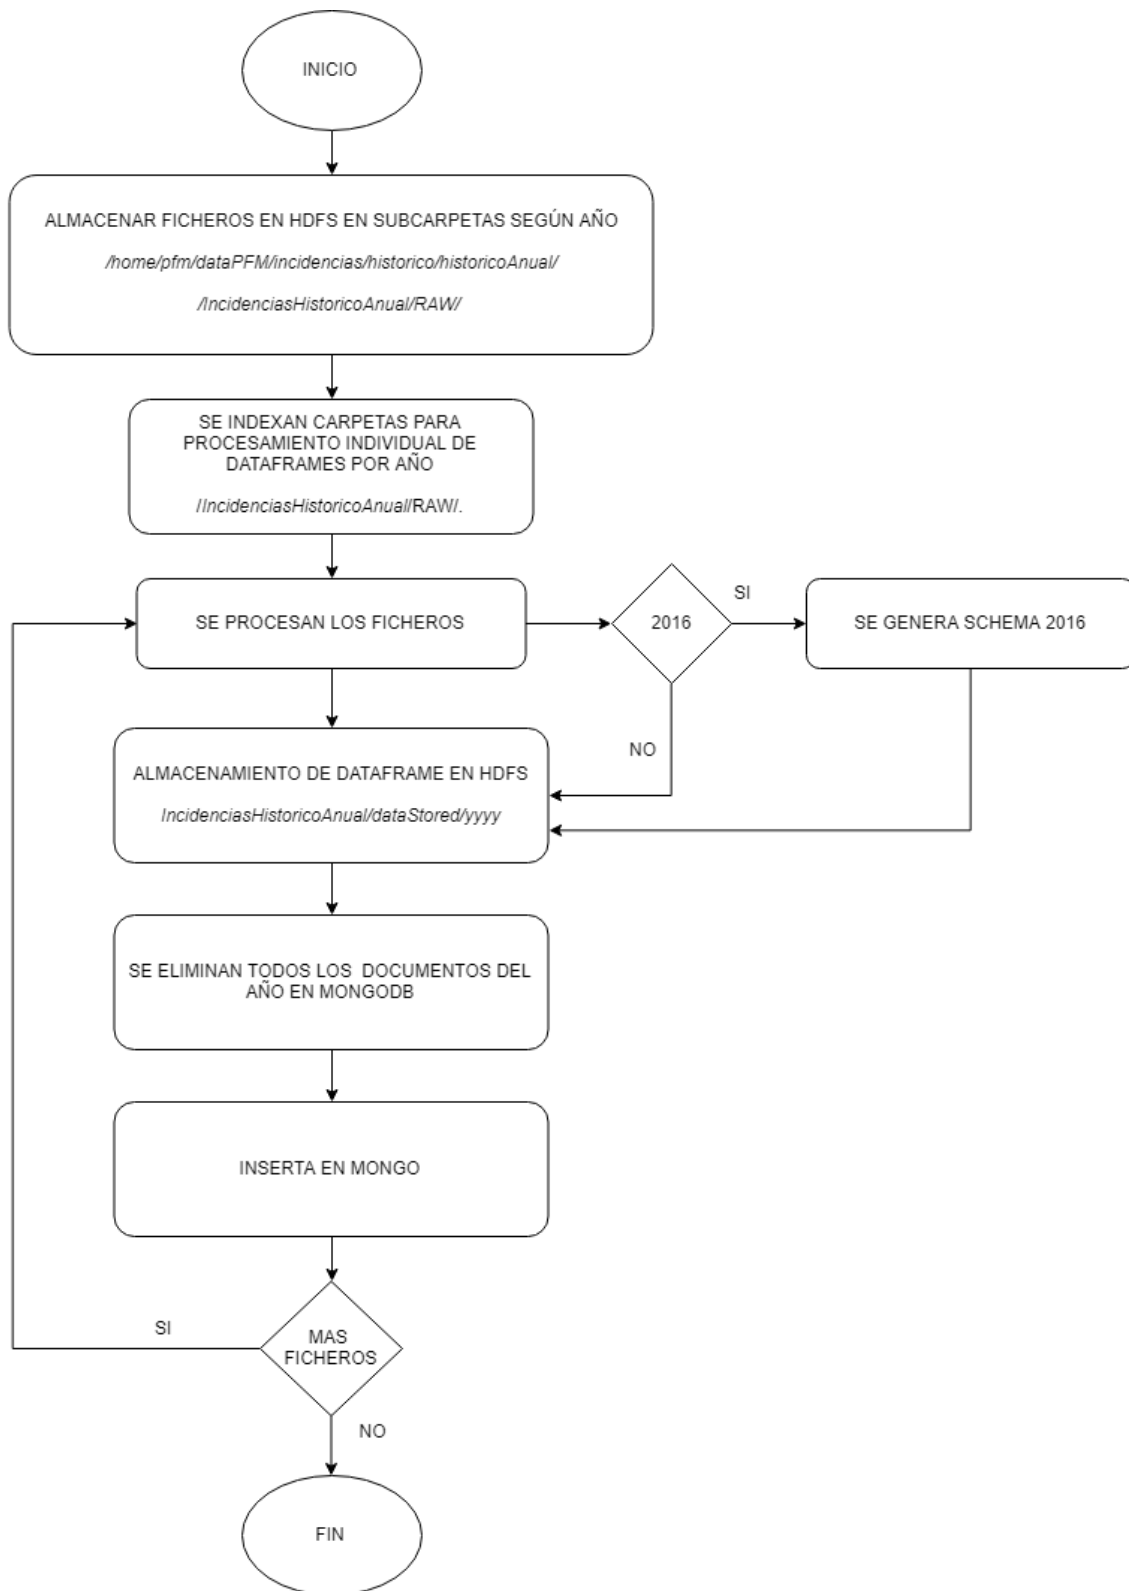 INICIO
ALMACENAR FICHEROS EN HDFS EN SUBCARPETAS SEGÚN AÑO
/home/pfm/dataPFM/incidencias/historico/historicoAnual/
/IncidenciasHistoricoAnual/RAW/
SE INDEXAN CARPETAS PARA
PROCESAMIENTO INDIVIDUAL DE
DATAFRAMES POR AÑO
/IncidenciasHistoricoAnual/RAW/.
SE PROCESAN LOS FICHEROS
2016
SI
SE GENERA SCHEMA 2016
NO
ALMACENAMIENTO DE DATAFRAME EN HDFS
IncidenciasHistoricoAnual/dataStored/yyyy
SE ELIMINAN TODOS LOS  DOCUMENTOS DEL
AÑO EN MONGODB
INSERTA EN MONGO
SI
MAS
FICHEROS
NO
FIN